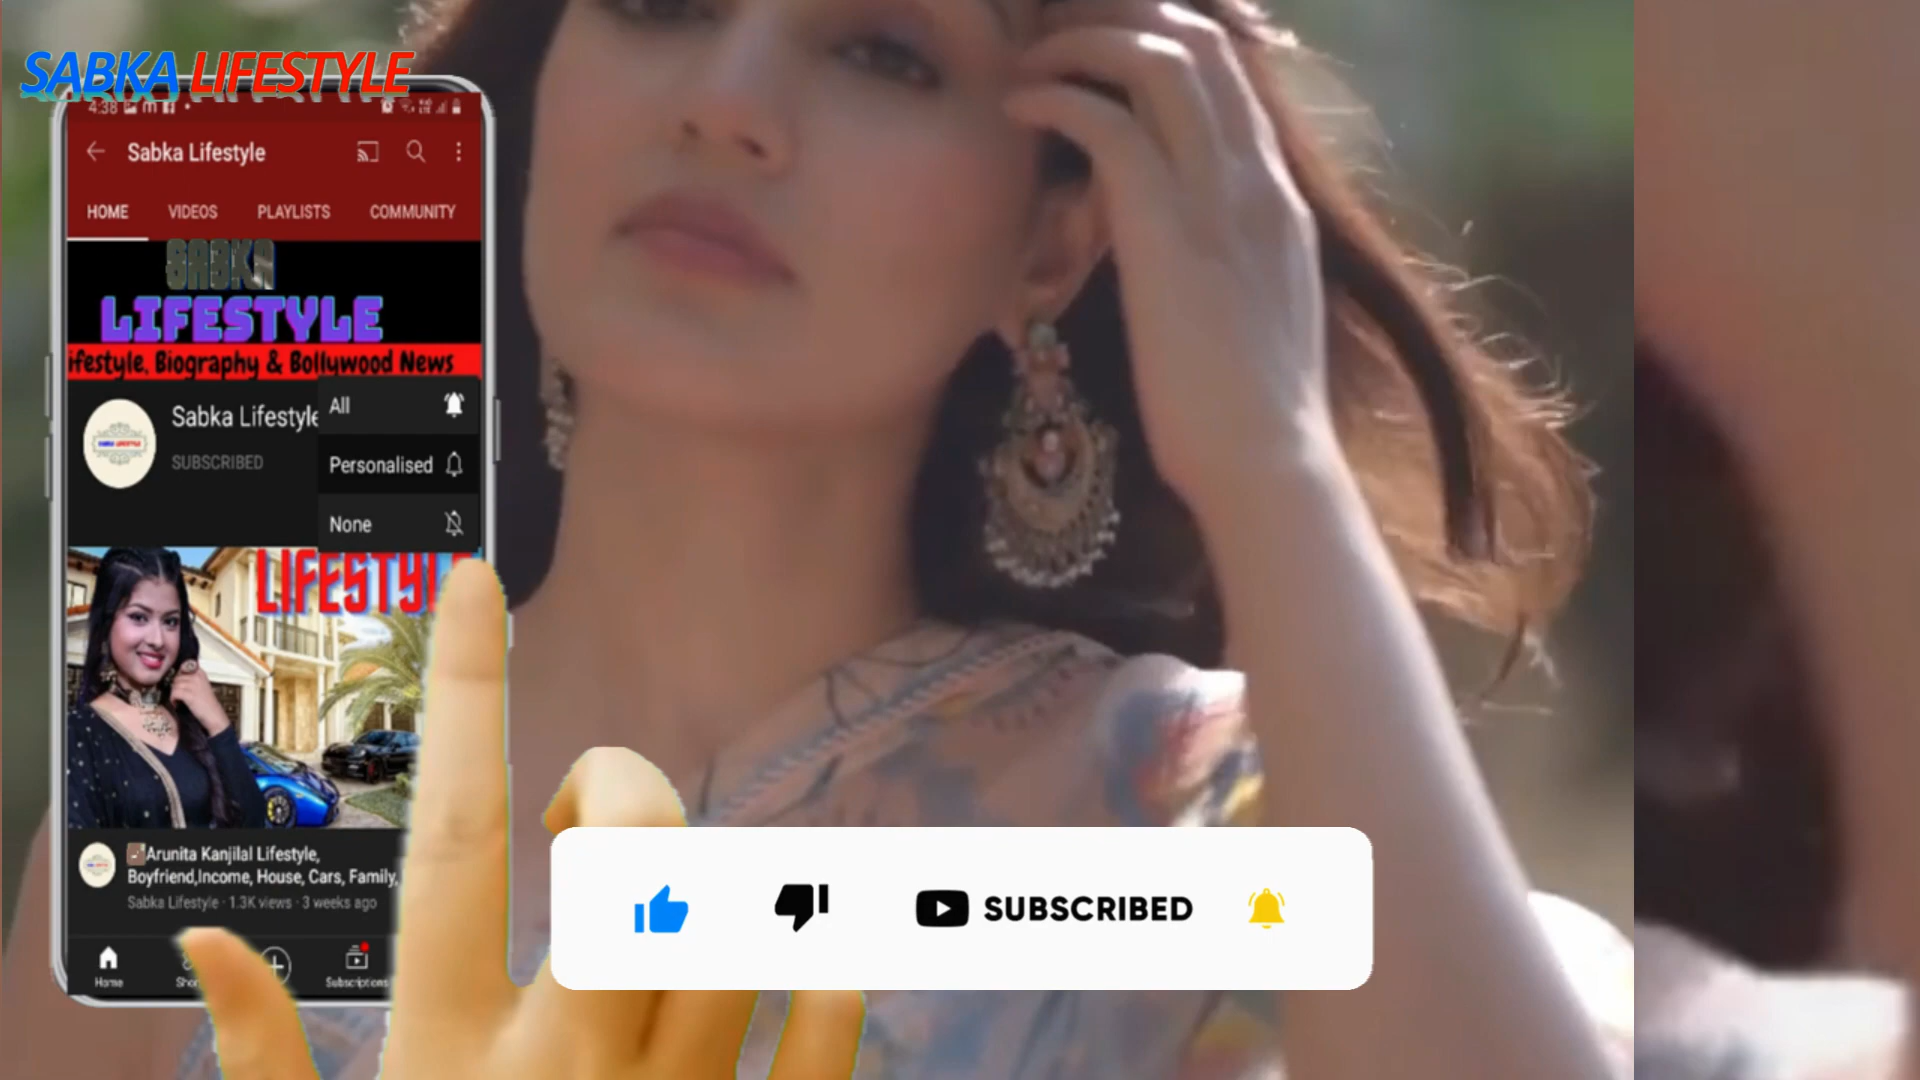 SABKA LIFESTYLE
4:38
Sabka Lifestyle
HOME VIDEOS PLAYLISTS COMMUNITY
SABKA
LIFESTYLE
ifestyle, Biography & Bollywood News
Sabka Lifestyle
SUBSCRIBED
All
Personalised
None
LIFESTYL
Arunita Kanjilal Lifestyle,
Boyfriend,Income, House, Cars, Family,
Sabka Lifestyle · 1.3K views · 3 weeks ago
Home
Subscriptions
SUBSCRIBED